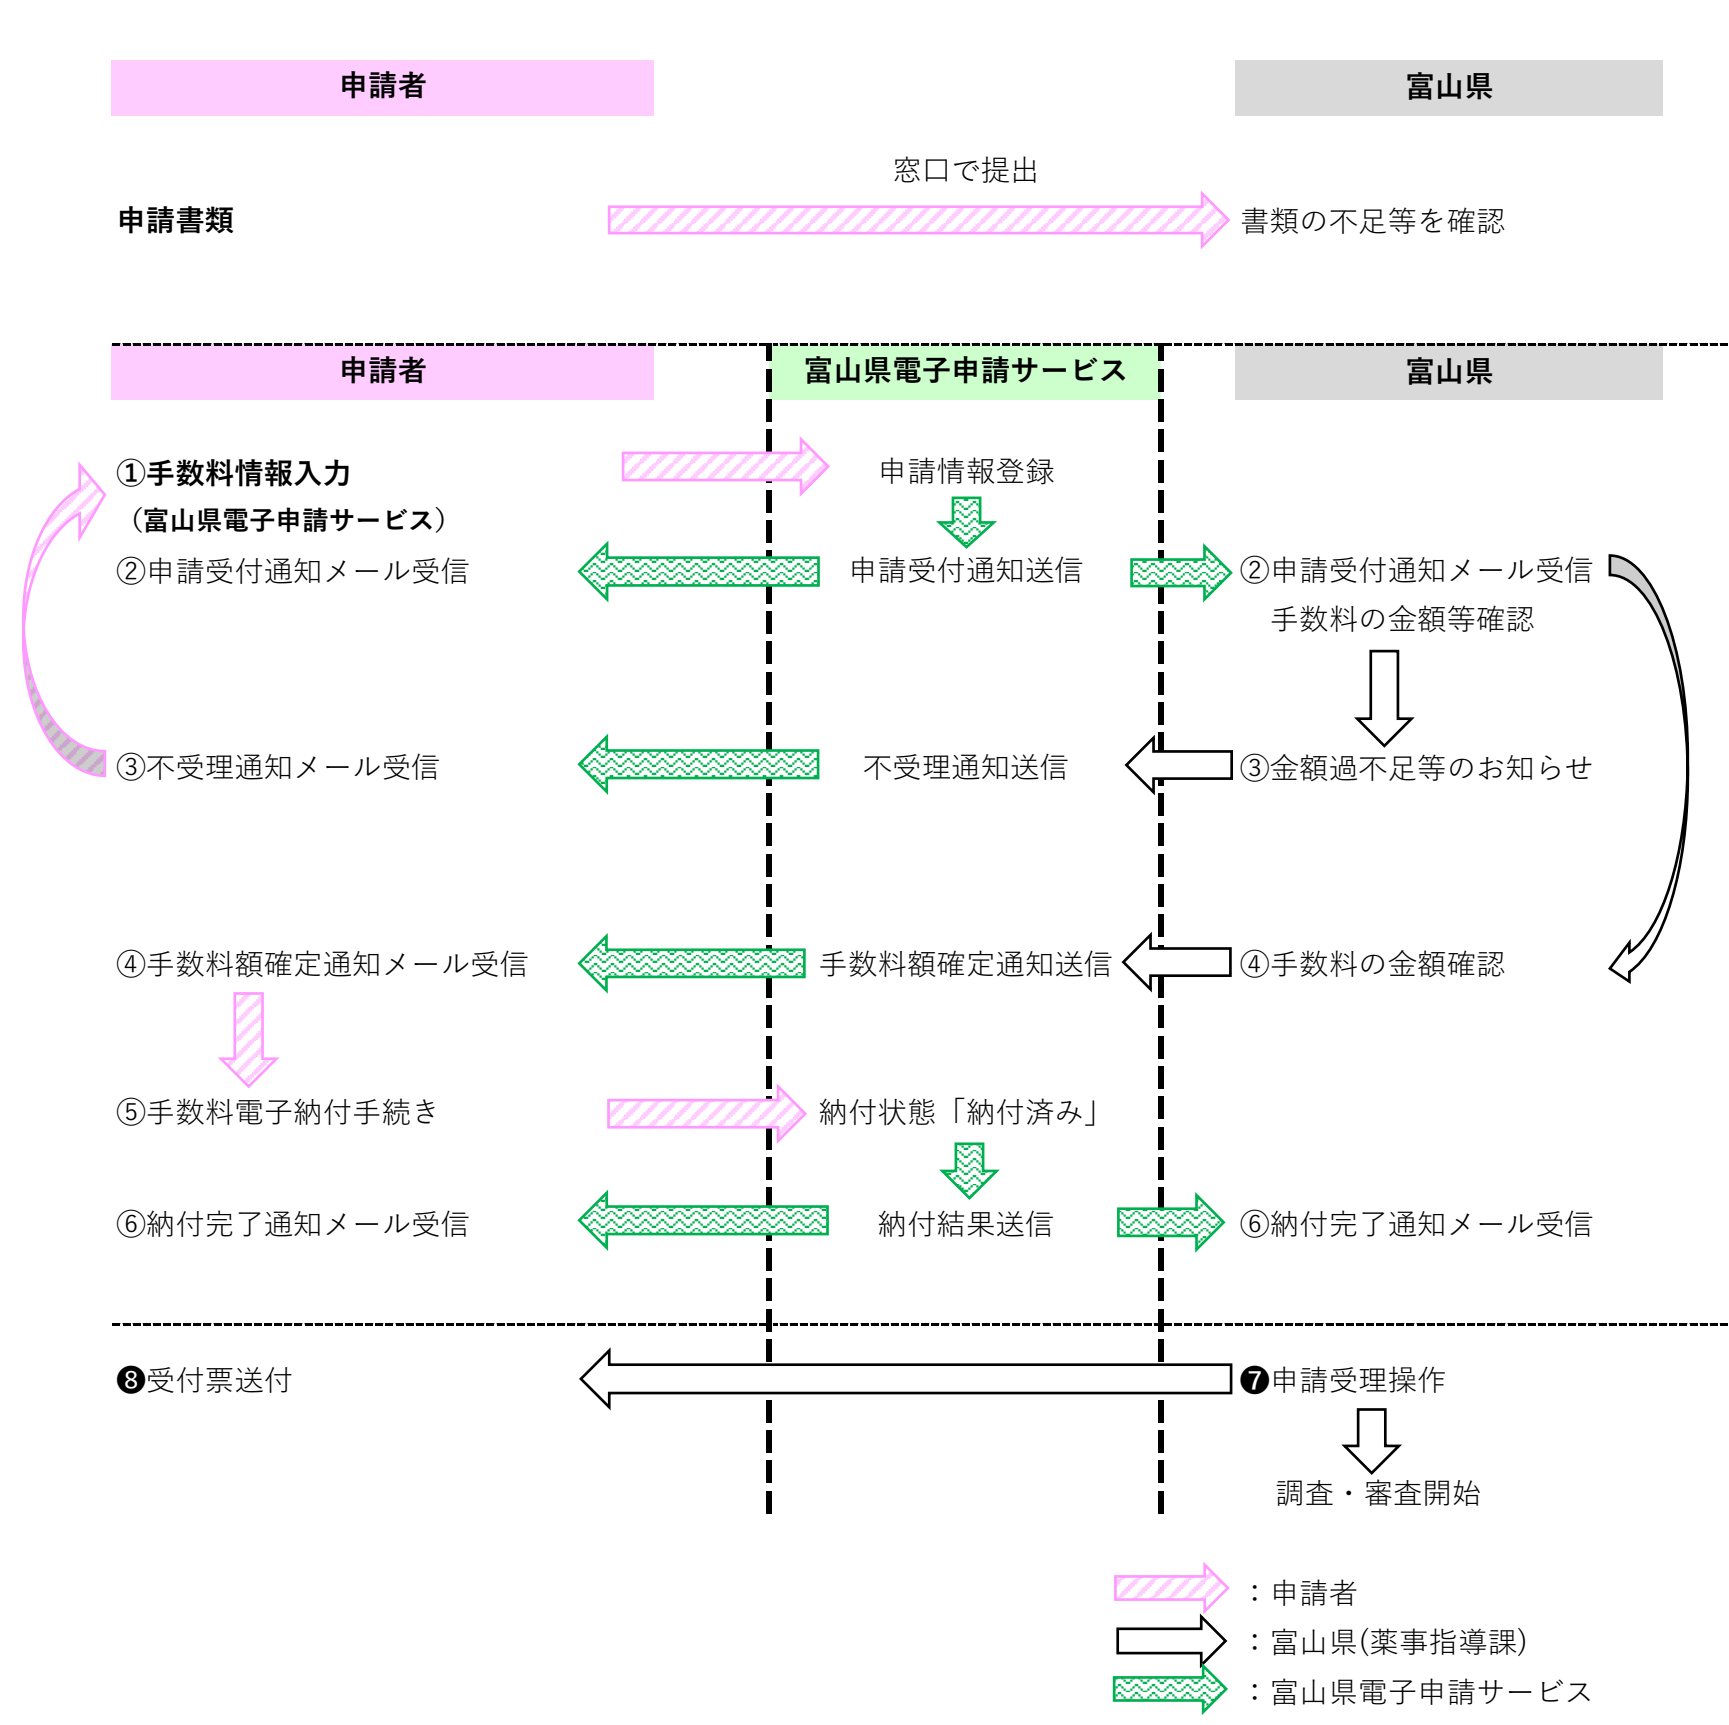 申請者
富山県
窓口で提出
申請書類
書類の不足等を確認
申請者
富山県電子申請サービス
富山県
①手数料情報入力
申請情報登録
（富山県電子申請サービス）
②申請受付通知メール受信
申請受付通知送信
②申請受付通知メール受信
手数料の金額等確認
③不受理通知メール受信
不受理通知送信
③金額過不足等のお知らせ
④手数料額確定通知メール受信
手数料額確定通知送信
④手数料の金額確認
⑤手数料電子納付手続き
納付状態「納付済み」
⑥納付完了通知メール受信
納付結果送信
⑥納付完了通知メール受信
❽受付票送付
❼申請受理操作
調査・審査開始
：申請者
：富山県(薬事指導課)
：富山県電子申請サービス